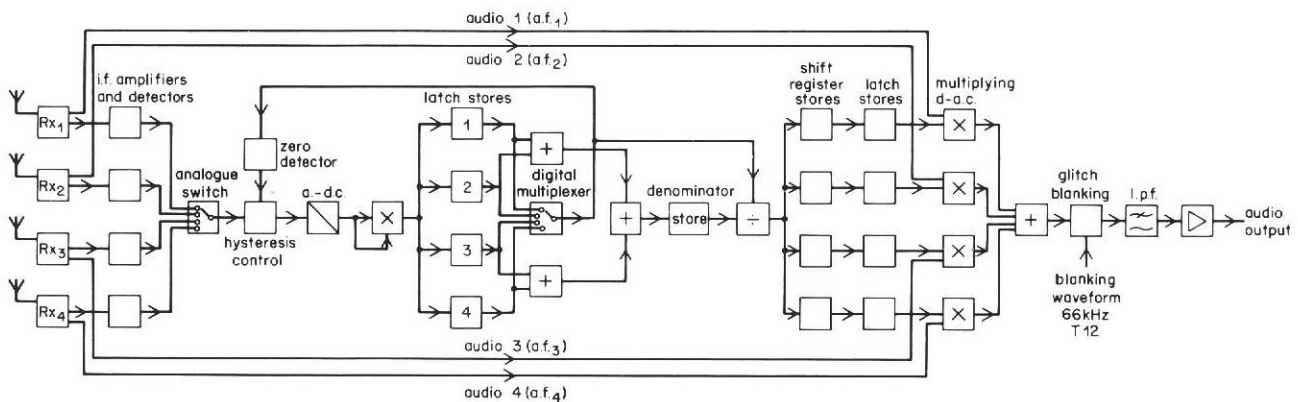 audio 1 (a.f.1)
audio 2 (a.f.2)
i.f. amplifiers
and detectors
Rx1
Rx2
Rx3
Rx4
analogue
switch
zero
detector
hysteresis
control
a.-d.c.
×
latch stores
1
2
3
4
+
+
digital
multiplexer
+
denominator
store
÷
shift
register
stores
latch
stores
multiplying
d-a.c.
×
×
×
×
+
glitch
blanking
blanking
waveform
66kHz
T12
l.p.f.
audio
output
audio 3 (a.f.3)
audio 4 (a.f.4)